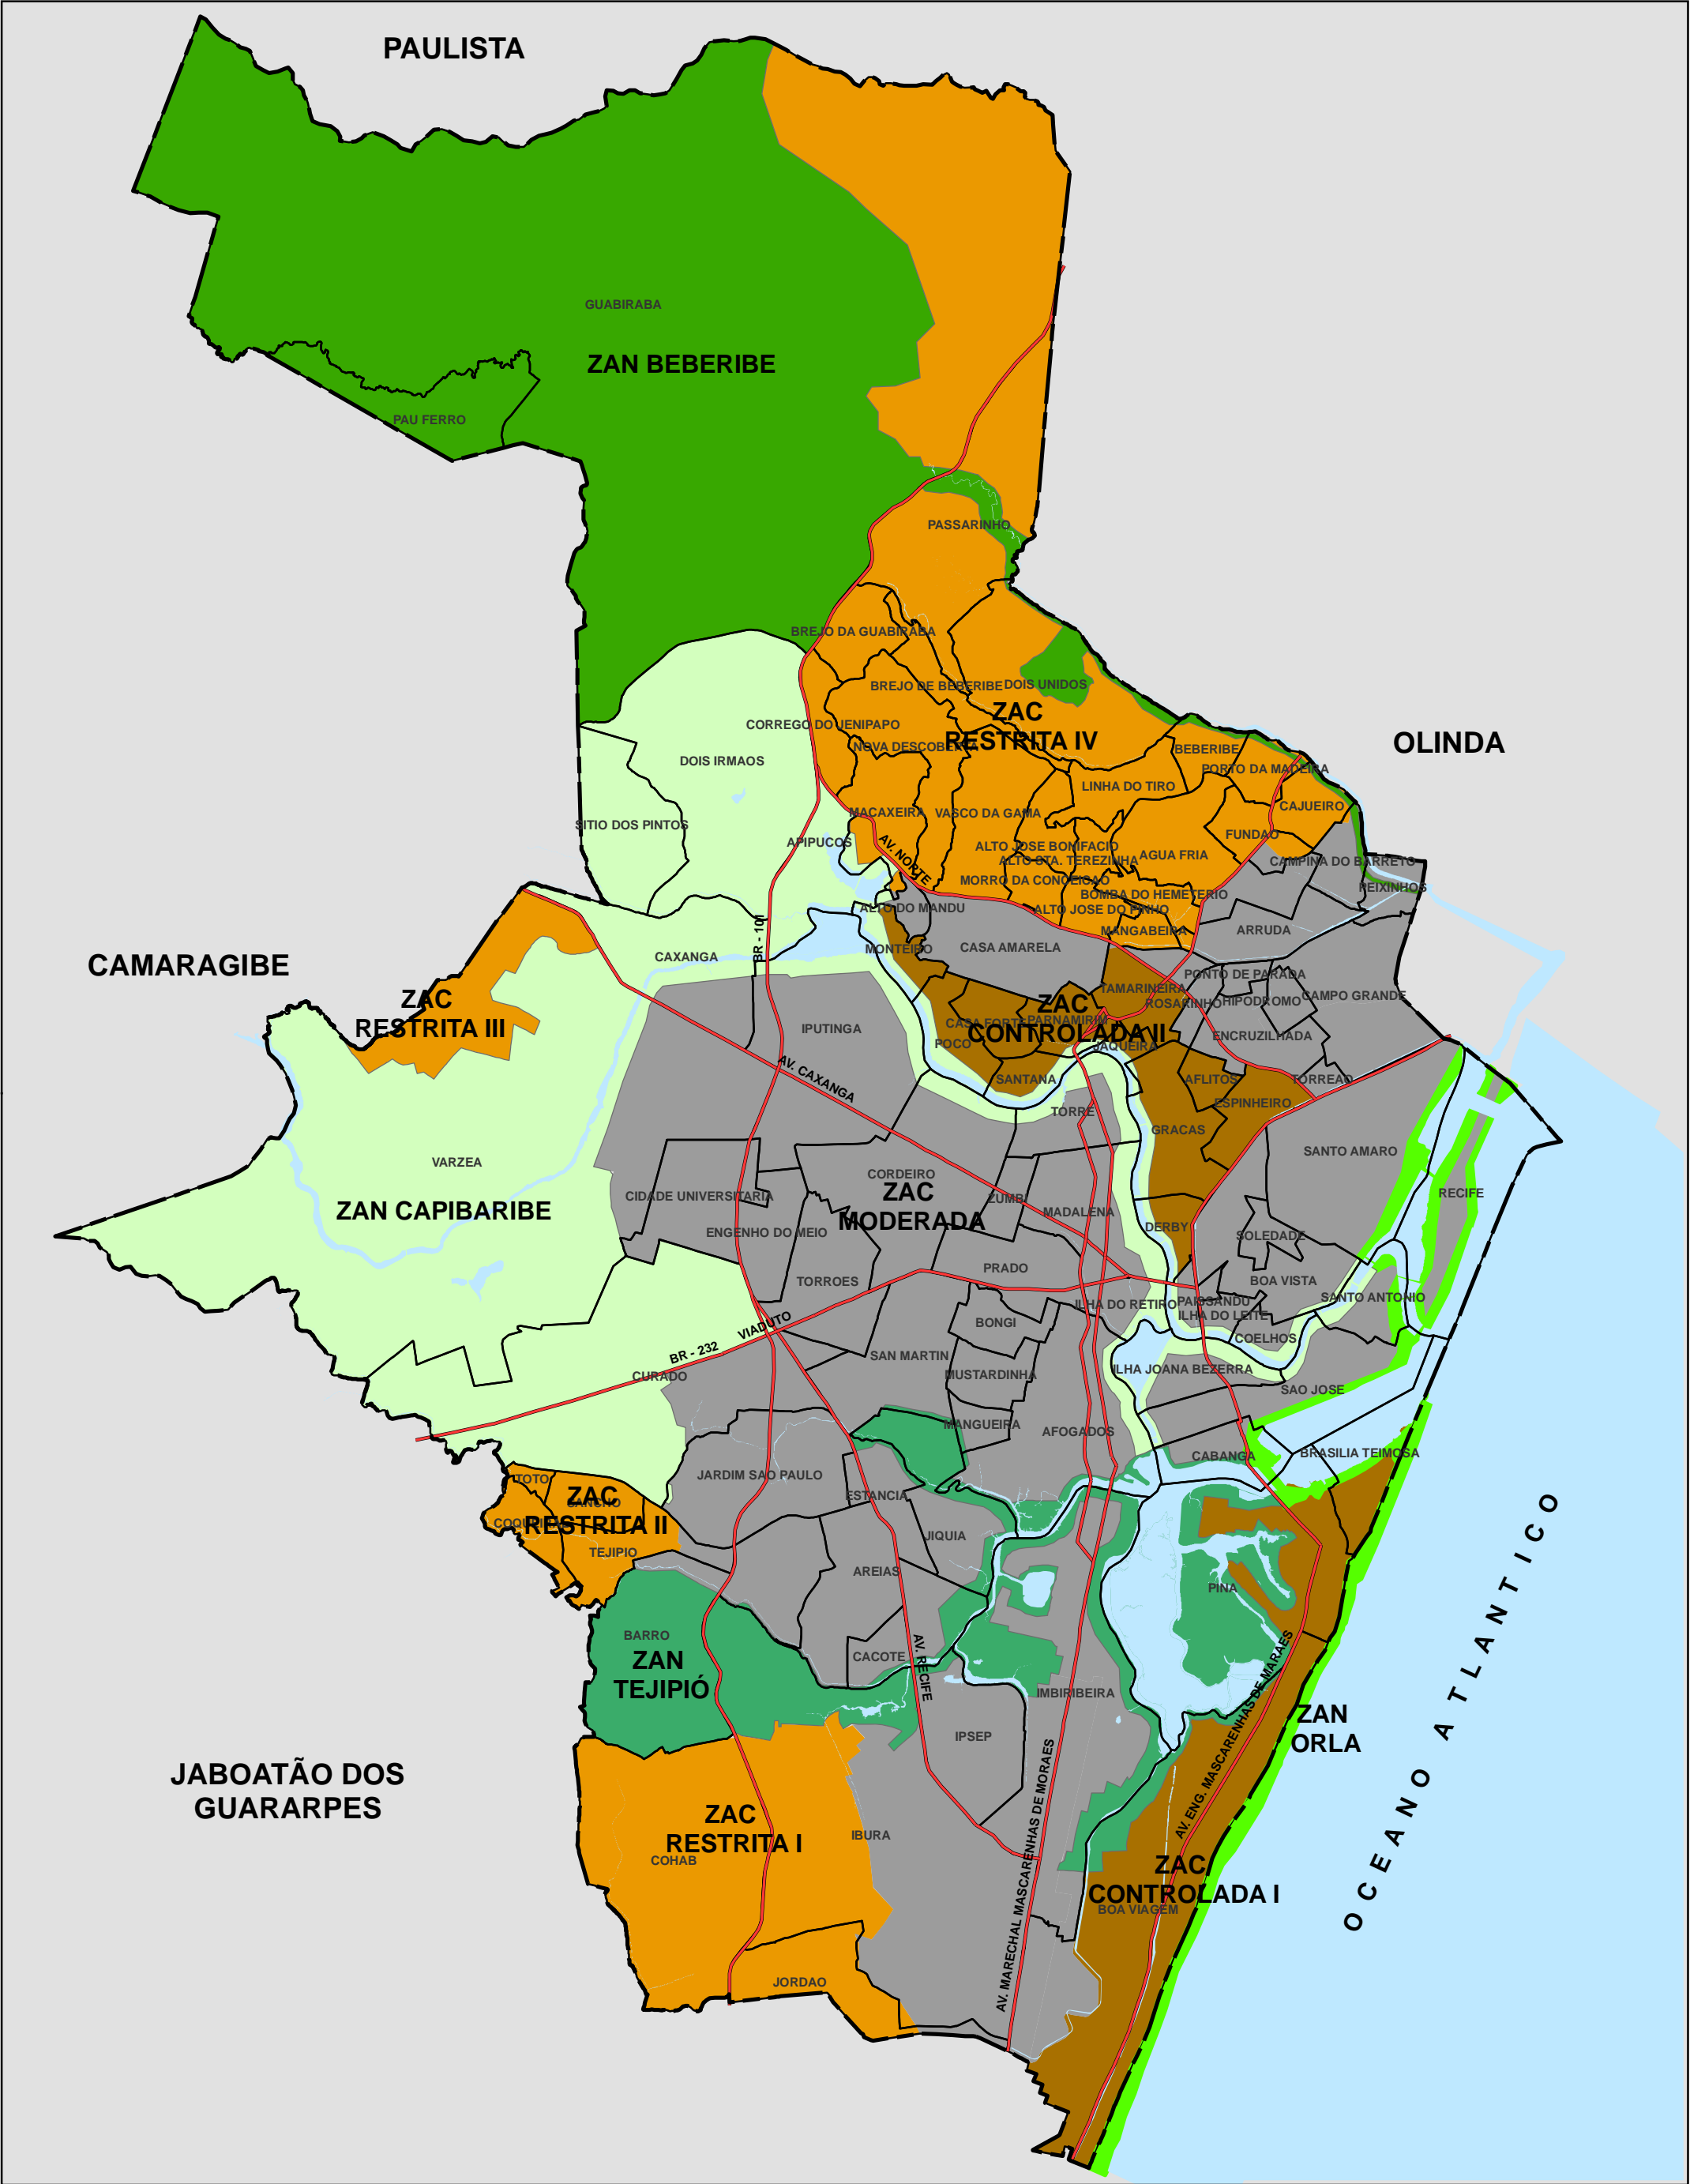 PAULISTA
GUABIRABA
ZAN BEBERIBE
PAU FERRO
PASSARINHO
BREJO DA GUABIRABA
BREJO DE BEBERIBE
DOIS UNIDOS
ZAC
RESTRITA IV
CORREGO DO JENIPAPO
NOVA DESCOBERTA
OLINDA
BEBERIBE
DOIS IRMAOS
PORTO DA MADEIRA
LINHA DO TIRO
CAJUEIRO
MACAXEIRA
VASCO DA GAMA
SITIO DOS PINTOS
FUNDAO
APIPUCOS
AV. NORTE
ALTO JOSE BONIFACIO
ALTO STA. TEREZINHA
AGUA FRIA
CAMPINA DO BARRETO
MORRO DA CONCEICAO
PEIXINHOS
BOMBA DO HEMETERIO
ALTO DO MANDU
ALTO JOSE DO PINHO
MANGABEIRA
ARRUDA
BR - 101
MONTEIRO
CASA AMARELA
CAXANGA
CAMARAGIBE
PONTO DE PARADA
TAMARINEIRA
ROSARINHO
HIPODROMO
CAMPO GRANDE
ZAC
RESTRITA III
ZAC
CONTROLADA II
CASA FORTE
PARNAMIRIM
IPUTINGA
POCO
JAQUEIRA
ENCRUZILHADA
AV. CAXANGA
SANTANA
AFLITOS
TORREAO
ESPINHEIRO
TORRE
GRACAS
SANTO AMARO
VARZEA
CORDEIRO
RECIFE
ZAN CAPIBARIBE
CIDADE UNIVERSITARIA
ZAC
MODERADA
ZUMBI
MADALENA
ENGENHO DO MEIO
DERBY
SOLEDADE
PRADO
TORROES
BOA VISTA
SANTO ANTONIO
ILHA DO RETIRO
PAISSANDU
ILHA DO LEITE
BONGI
VIADUTO
BR - 232
COELHOS
SAN MARTIN
CURADO
MUSTARDINHA
ILHA JOANA BEZERRA
SAO JOSE
MANGUEIRA
AFOGADOS
CABANGA
BRASILIA TEIMOSA
JARDIM SAO PAULO
TOTO
ESTANCIA
ZAC
RESTRITA II
SANCHO
COQUEIRAL
TEJIPIO
JIQUIA
AREIAS
PINA
BARRO
ZAN
TEJIPIÓ
CACOTE
AV. RECIFE
IMBIRIBEIRA
IPSEP
AV. ENG. MASCARENHAS DE MARAES
ZAN
ORLA
OCEANO ATLANTICO
JABOATÃO DOS
GUARARPES
ZAC
RESTRITA I
IBURA
COHAB
AV. MARECHAL MASCARENHAS DE MORAES
ZAC
CONTROLADA I
BOA VIAGEM
JORDAO